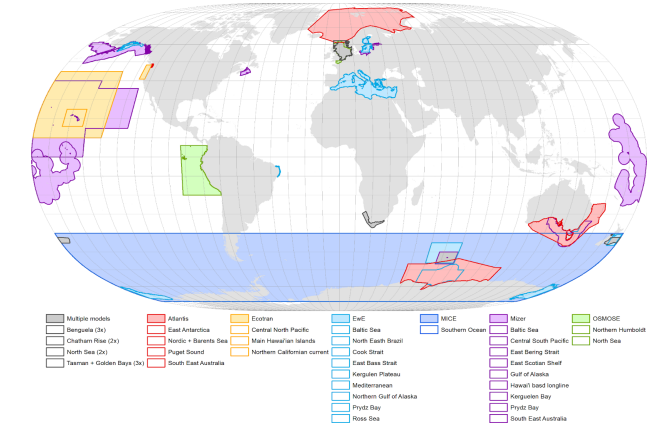 Multiple models
Benguela (3x)
Chatham Rise (2x)
North Sea (2x)
Tasman + Golden Bays (3x)
Atlantis
East Antarctica
Nordic + Barents Sea
Puget Sound
South East Australia
Ecotran
Central North Pacific
Main Hawai'ian Islands
Northern Californian current
EwE
Baltic Sea
North Easth Brazil
Cook Strait
East Bass Strait
Kergulen Plateau
Mediterranean
Northern Gulf of Alaska
Prydz Bay
Ross Sea
MICE
Southern Ocean
Mizer
Baltic Sea
Central South Pacific
East Bering Strait
East Scotian Shelf
Gulf of Alaska
Hawai'i basd longline
Kerguelen Bay
Prydz Bay
South East Australia
OSMOSE
Northern Humboldt
North Sea